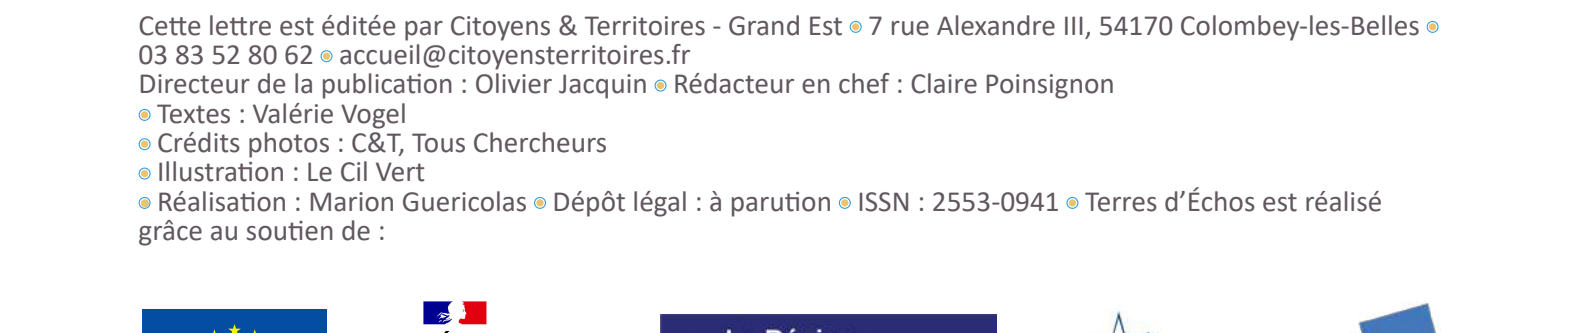 Cette lettre est éditée par Citoyens & Territoires - Grand Est • 7 rue Alexandre III, 54170 Colombey-les-Belles •
03 83 52 80 62 • accueil@citoyensterritoires.fr
Directeur de la publication : Olivier Jacquin • Rédacteur en chef : Claire Poinsignon
• Textes : Valérie Vogel
• Crédits photos : C&T, Tous Chercheurs
• Illustration : Le Cil Vert
• Réalisation : Marion Guericolas • Dépôt légal : à parution • ISSN : 2553-0941 • Terres d’Échos est réalisé
grâce au soutien de :